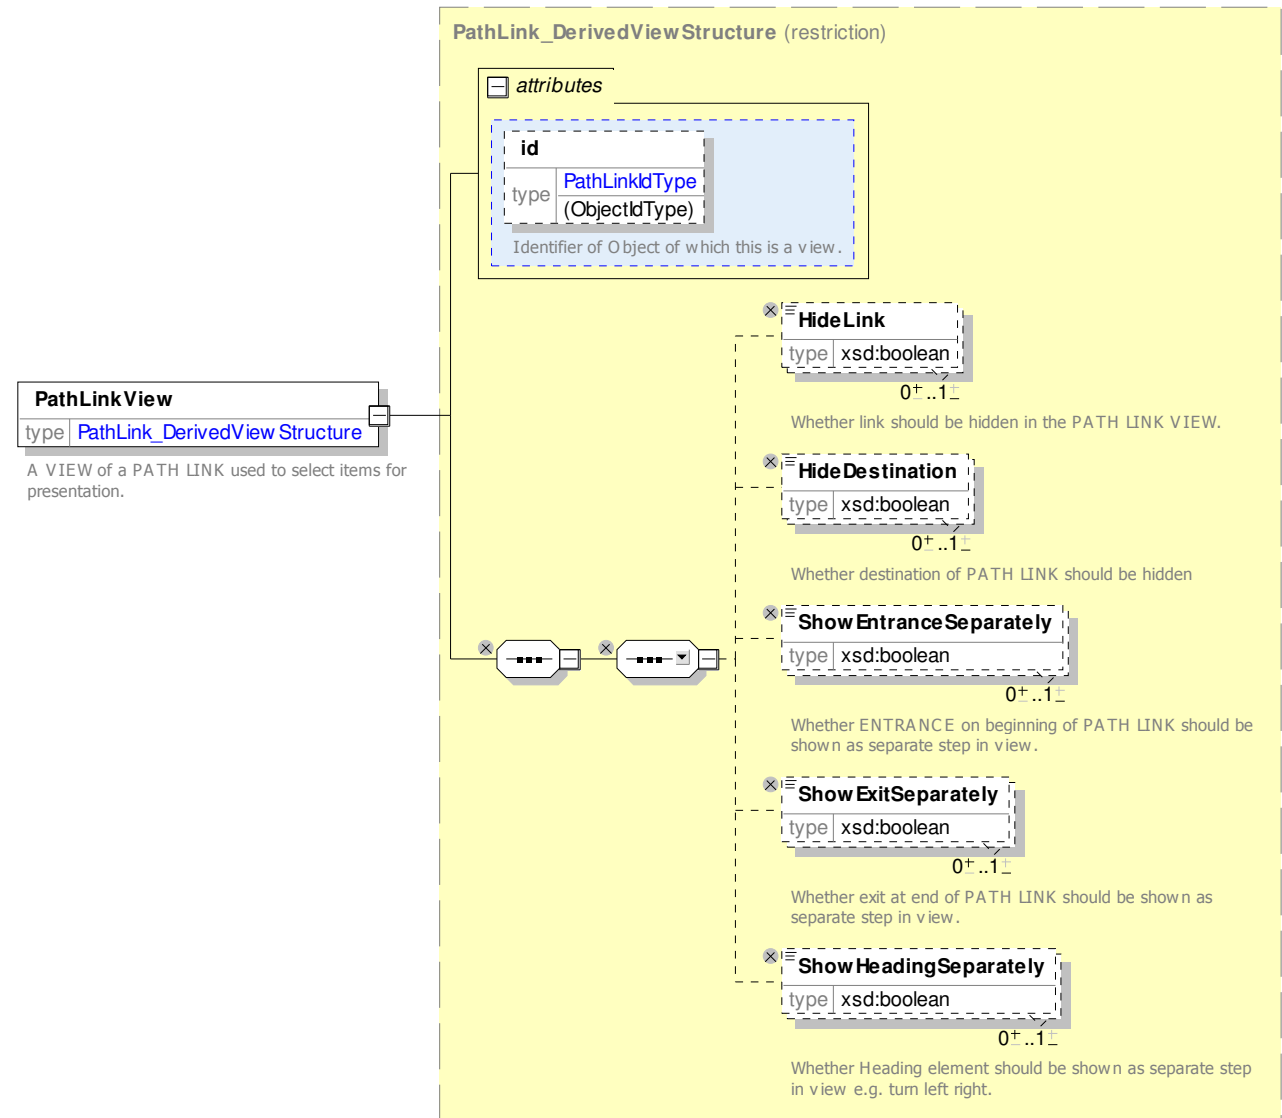 PathLink_DerivedViewStructure (restriction)
attributes
id
type PathLinkIdType
(ObjectIdType)
Identifier of Object of which this is a view.
PathLinkView
type PathLink_DerivedViewStructure
A VIEW of a PATH LINK used to select items for
presentation.
HideLink
type xsd:boolean
0±..1±
Whether link should be hidden in the PATH LINK VIEW.
HideDestination
type xsd:boolean
0±..1±
Whether destination of PATH LINK should be hidden
ShowEntranceSeparately
type xsd:boolean
0±..1±
Whether ENTRANCE on beginning of PATH LINK should be
shown as separate step in view.
ShowExitSeparately
type xsd:boolean
0±..1±
Whether exit at end of PATH LINK should be shown as
separate step in view.
ShowHeadingSeparately
type xsd:boolean
0±..1±
Whether Heading element should be shown as separate step
in view e.g. turn left right.